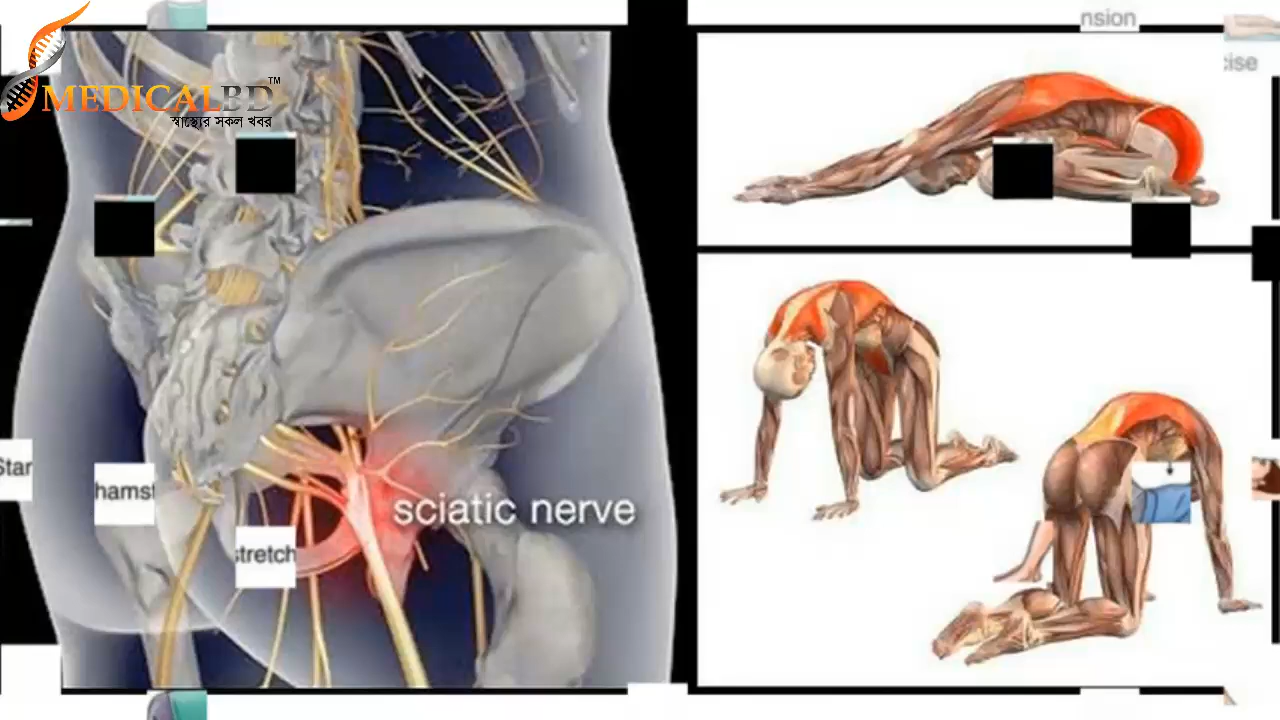 nsion
cise
MEDICALBD™
স্বাস্থ্যের সকল খবর
Star
hamst
stretch
sciatic nerve